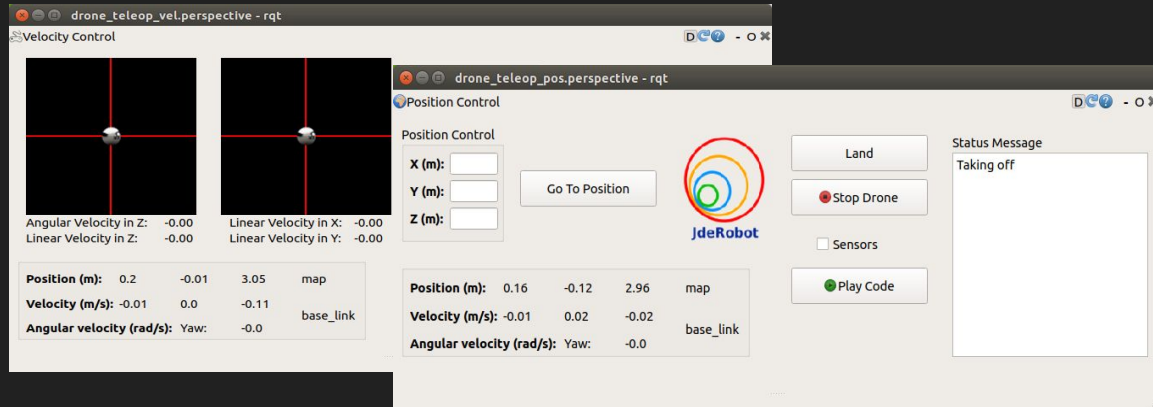 drone_teleop_vel.perspective - rqt
Velocity Control
D ? - O
Angular Velocity in Z: -0.00
Linear Velocity in Z: -0.00
Linear Velocity in X: -0.00
Linear Velocity in Y: -0.00
Position (m): 0.2 -0.01 3.05 map
Velocity (m/s): -0.01 0.0 -0.11
base_link
Angular velocity (rad/s): Yaw: -0.0
drone_teleop_pos.perspective - rqt
Position Control
D ? - O
Position Control
X (m):
Y (m):
Z (m):
Go To Position
JdeRobot
Position (m): 0.16 -0.12 2.96 map
Velocity (m/s): -0.01 0.02 -0.02
base_link
Angular velocity (rad/s): Yaw: -0.0
Land
Stop Drone
Sensors
Play Code
Status Message
Taking off